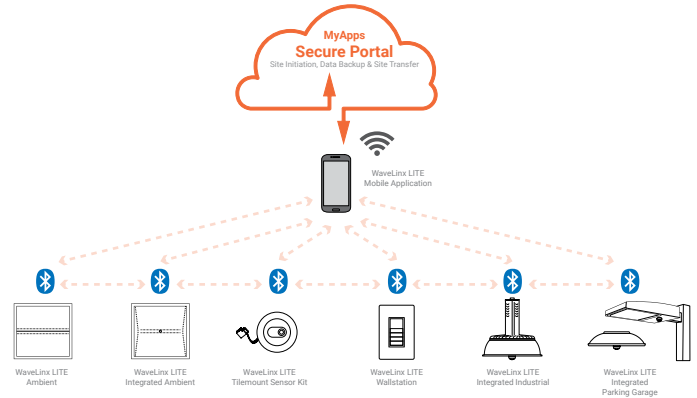 MyApps
Secure Portal
Site Initiation, Data Backup & Site Transfer
WaveLinx LITE
Mobile Application
WaveLinx LITE
Ambient
WaveLinx LITE
Integrated Ambient
WaveLinx LITE
Tilemount Sensor Kit
WaveLinx LITE
Wallstation
WaveLinx LITE
Integrated Industrial
WaveLinx LITE
Integrated
Parking Garage